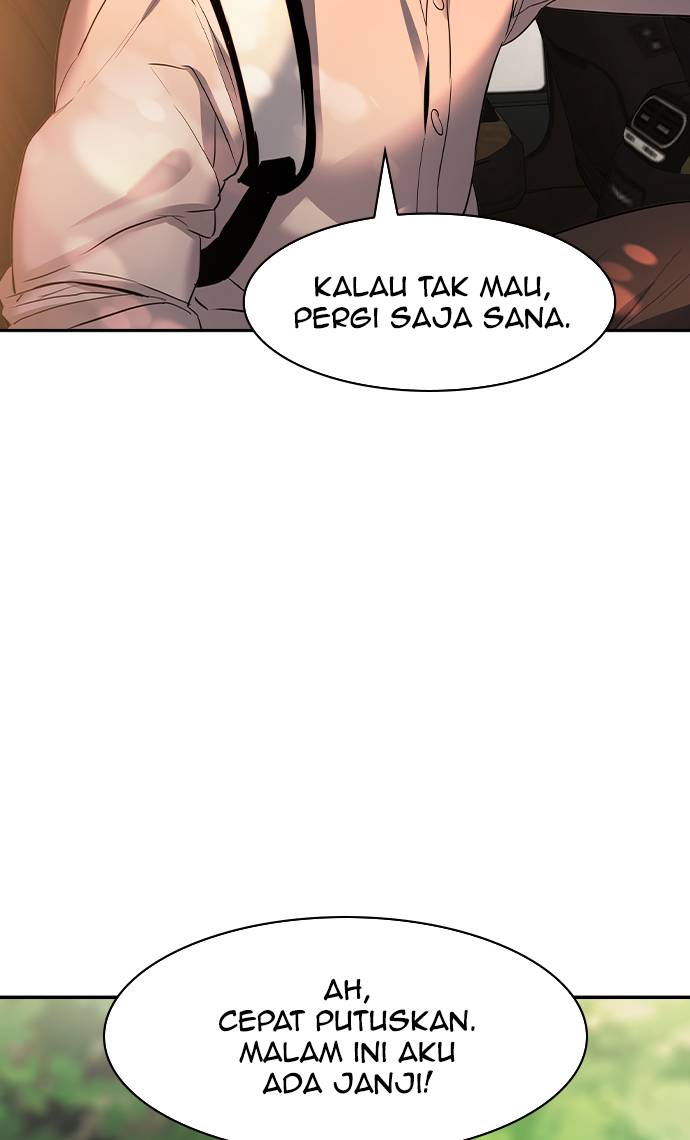 KALAU TAK MAU,
PERGI SAJA SANA.
AH,
CEPAT PUTUSKAN.
MALAM INI AKU
ADA JANJI!